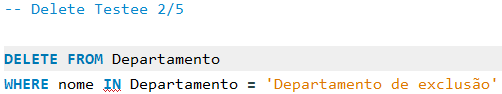 -- Delete Testee 2/5
DELETE FROM Departamento
WHERE nome IN Departamento = 'Departamento de exclusão'